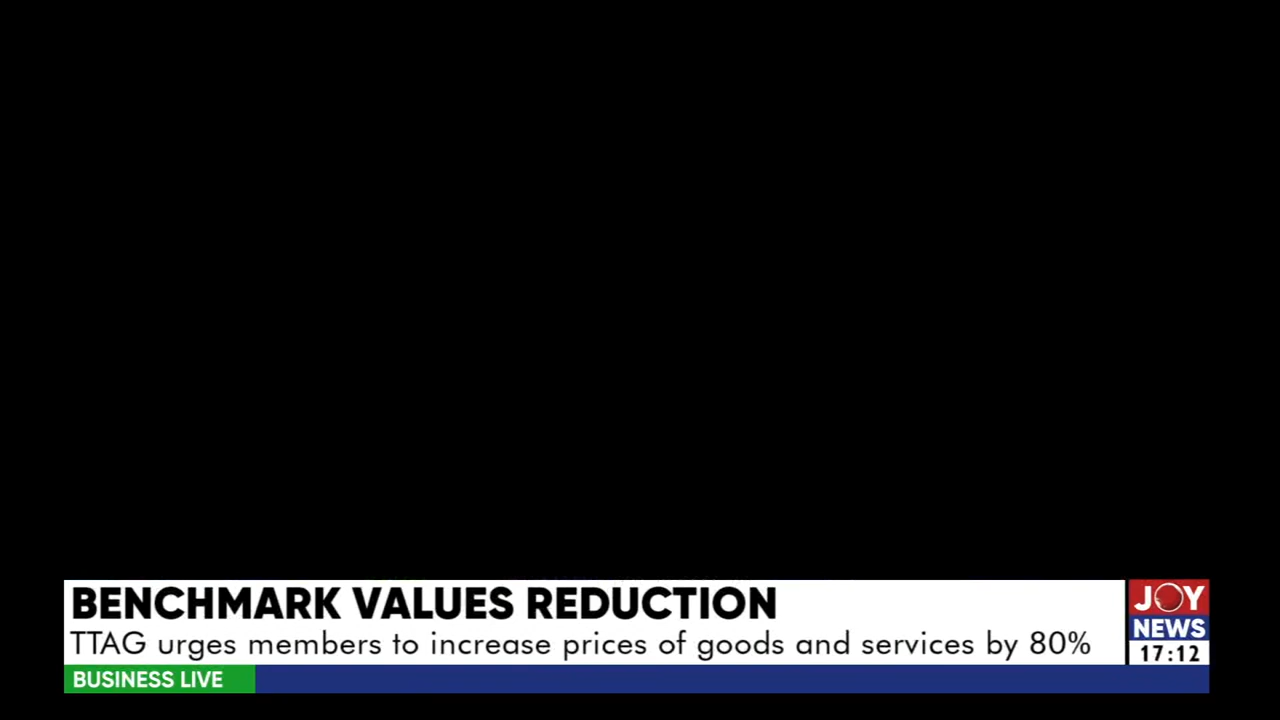 BENCHMARK VALUES REDUCTION
TTAG urges members to increase prices of goods and services by 80%
JOY
NEWS
17:12
BUSINESS LIVE